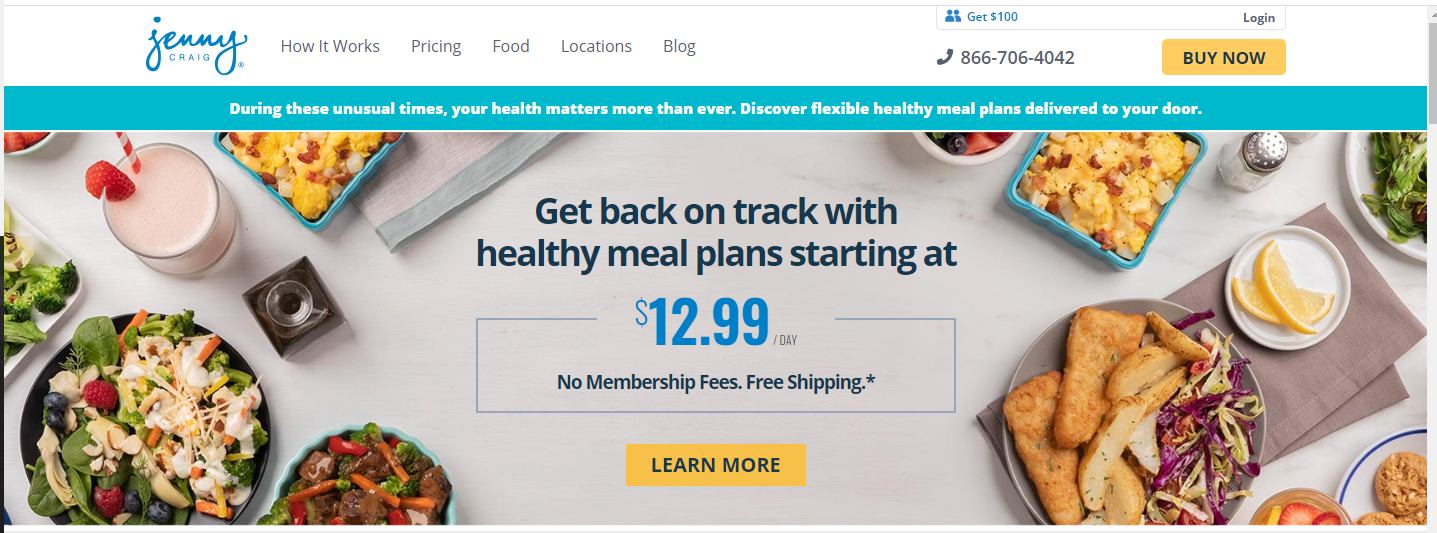 jenny
CRAIG®
How It Works
Pricing
Food
Locations
Blog
Get $100
Login
866-706-4042
BUY NOW
During these unusual times, your health matters more than ever. Discover flexible healthy meal plans delivered to your door.
Get back on track with
healthy meal plans starting at
$12.99 / DAY
No Membership Fees. Free Shipping.*
LEARN MORE